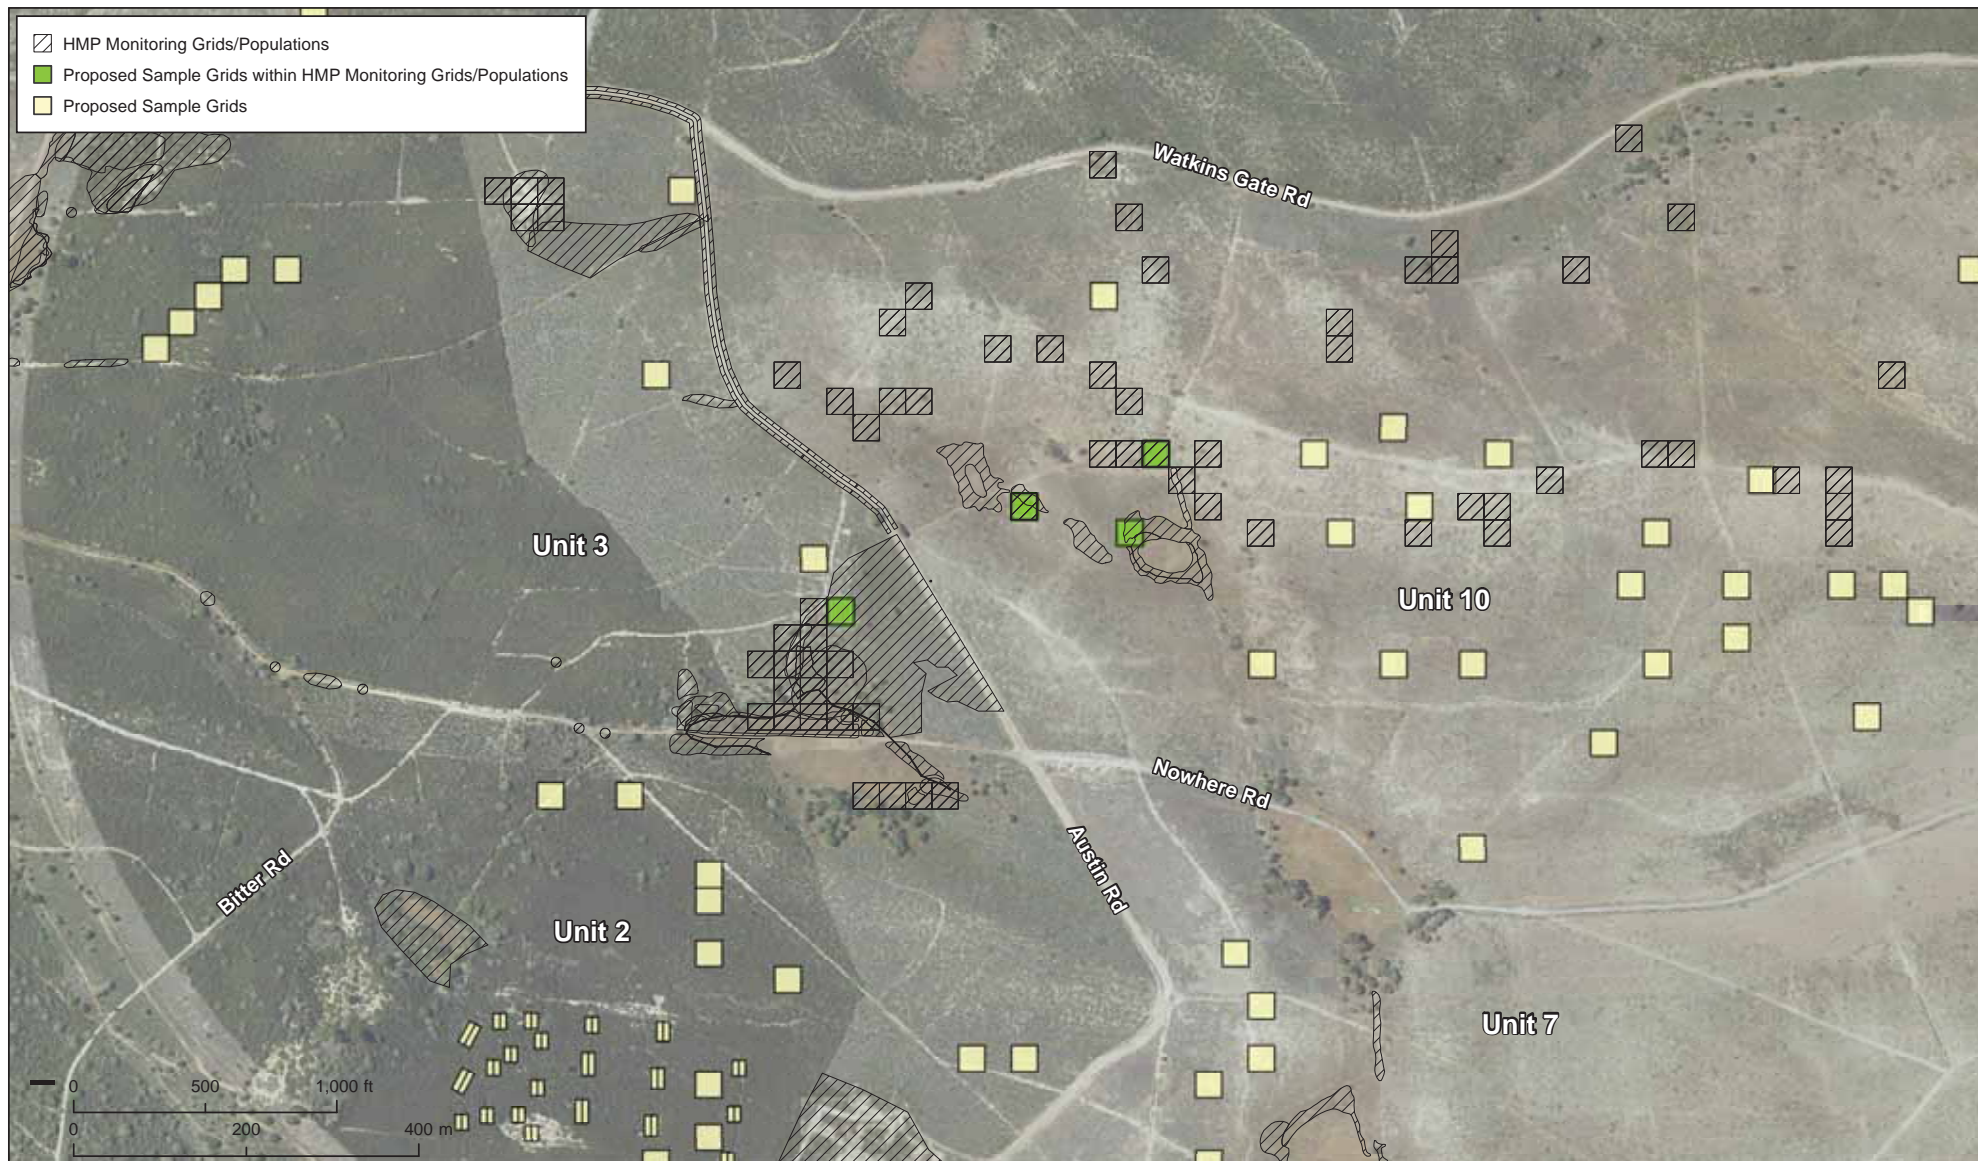 HMP Monitoring Grids/Populations
Proposed Sample Grids within HMP Monitoring Grids/Populations
Proposed Sample Grids
Watkins Gate Rd
Unit 3
Unit 10
Nowhere Rd
Austin Rd
Bitter Rd
Unit 2
Unit 7
0 500 1,000 ft
0 200 400 m